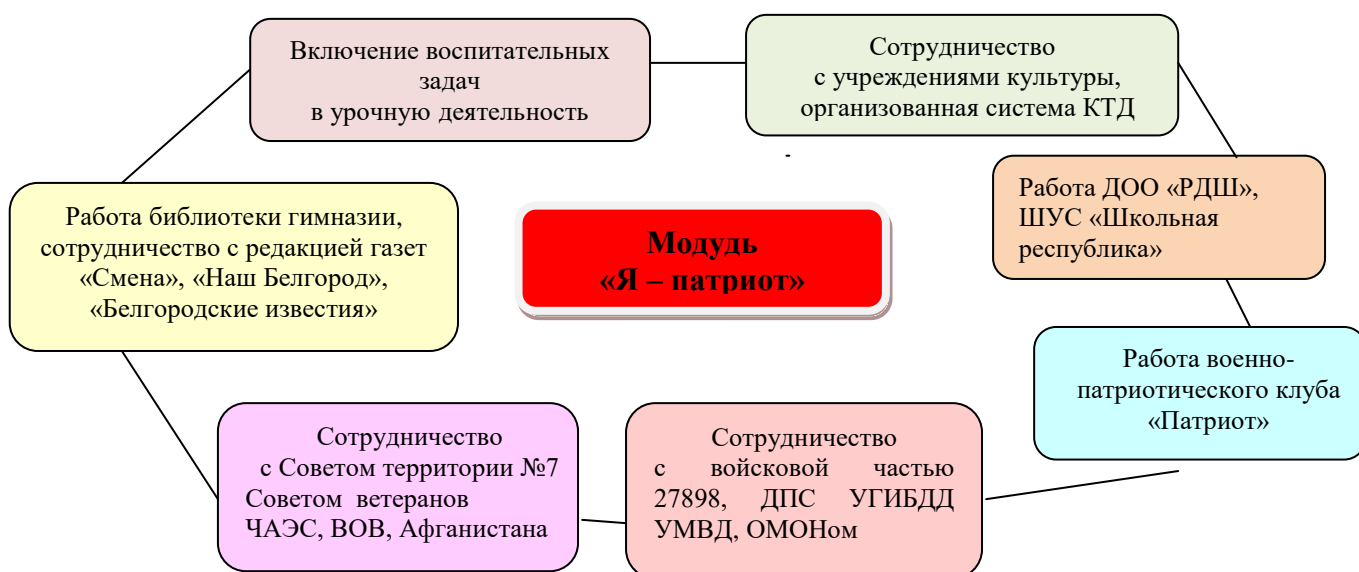 Включение воспитательных
задач
в урочную деятельность
Сотрудничество
с учреждениями культуры,
организованная система КТД
Работа библиотеки гимназии,
сотрудничество с редакцией газет
«Смена», «Наш Белгород»,
«Белгородские известия»
Модудь
«Я – патриот»
Работа ДОО «РДШ»,
ШУС «Школьная
республика»
Работа военно-
патриотического клуба
«Патриот»
Сотрудничество
с Советом территории №7
Советом ветеранов
ЧАЭС, ВОВ, Афганистана
Сотрудничество
с войсковой частью
27898, ДПС УГИБДД
УМВД, ОМОНом